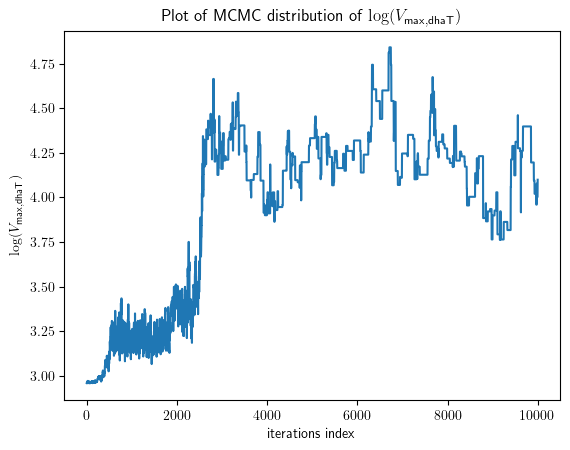 Plot of MCMC distribution of log(V_max,dhaT)
4.75
4.50
4.25
4.00
3.75
3.50
3.25
3.00
log(V_max,dhaT)
0 2000 4000 6000 8000 10000
iterations index